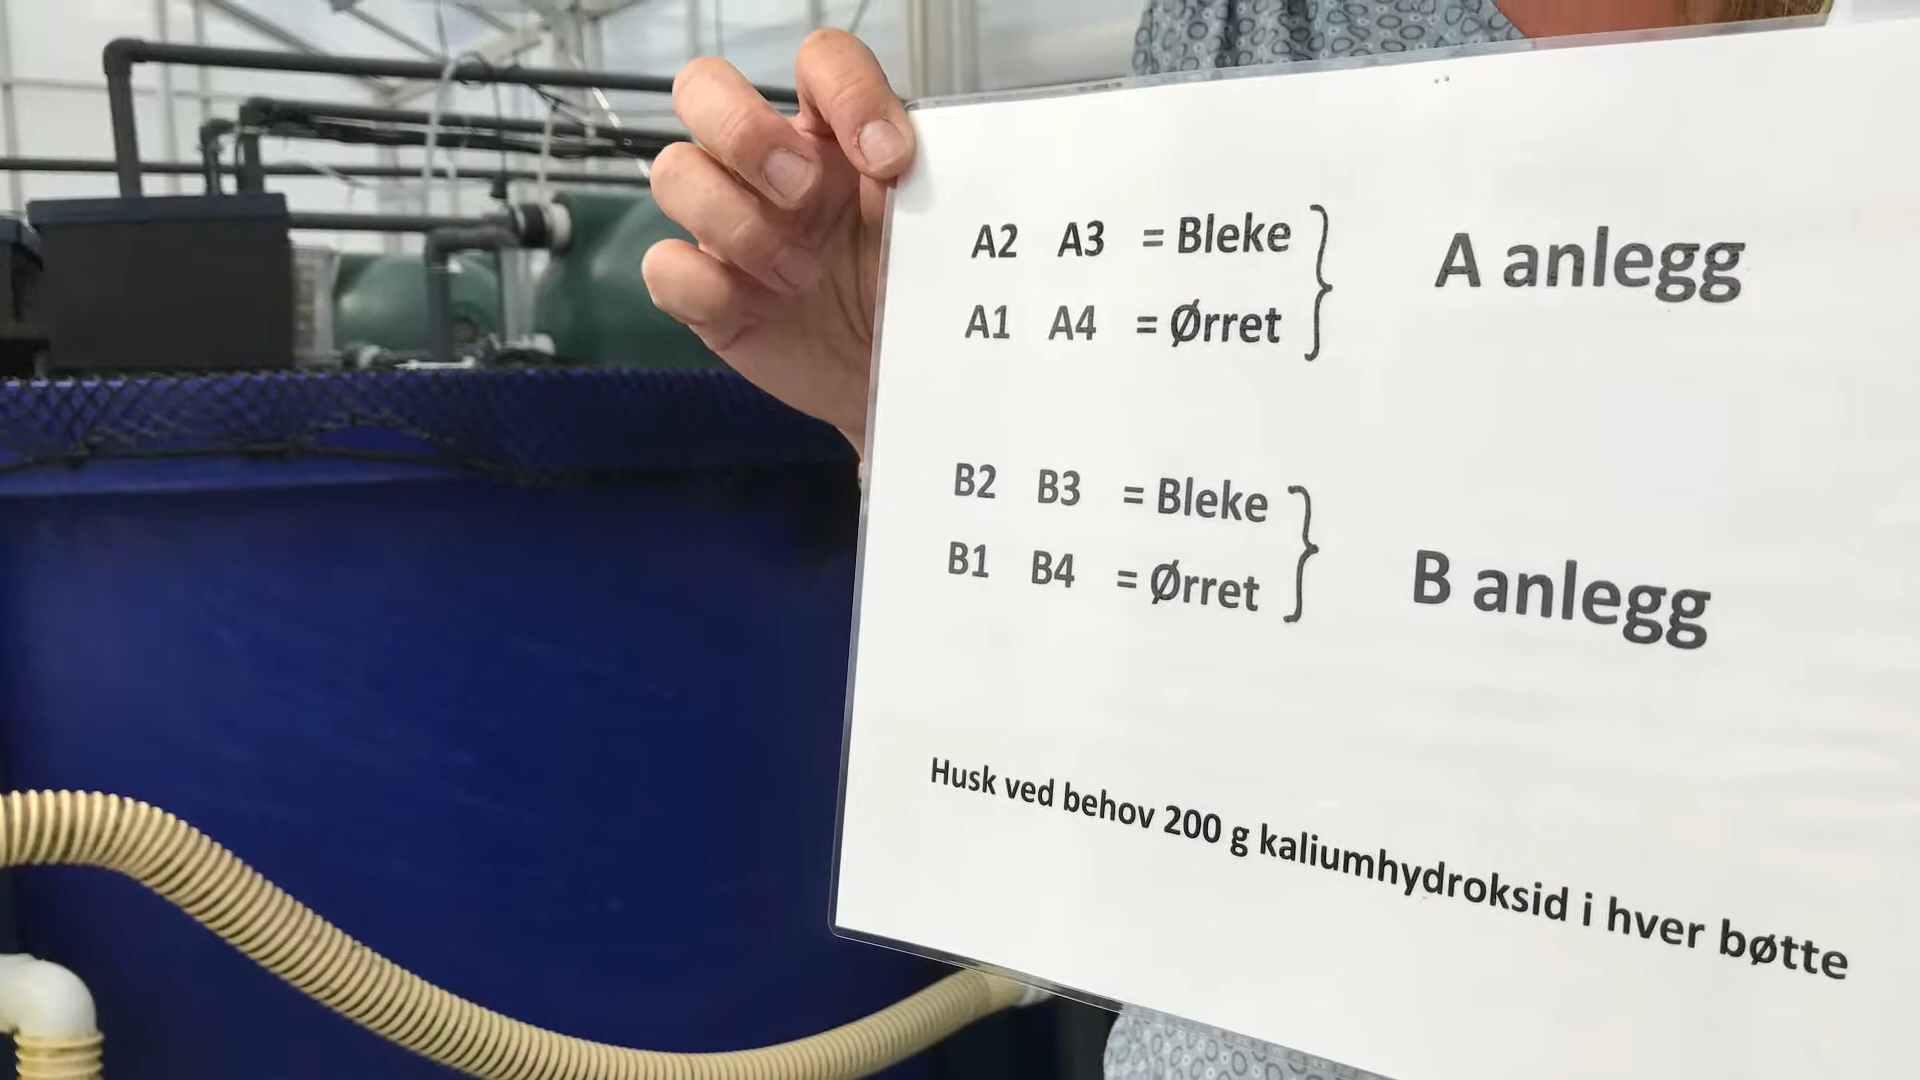 A2 A3 = Bleke
A1 A4 = Ørret
A anlegg
B2 B3 = Bleke
B1 B4 = Ørret
B anlegg
Husk ved behov 200 g kaliumhydroksid i hver bøtte